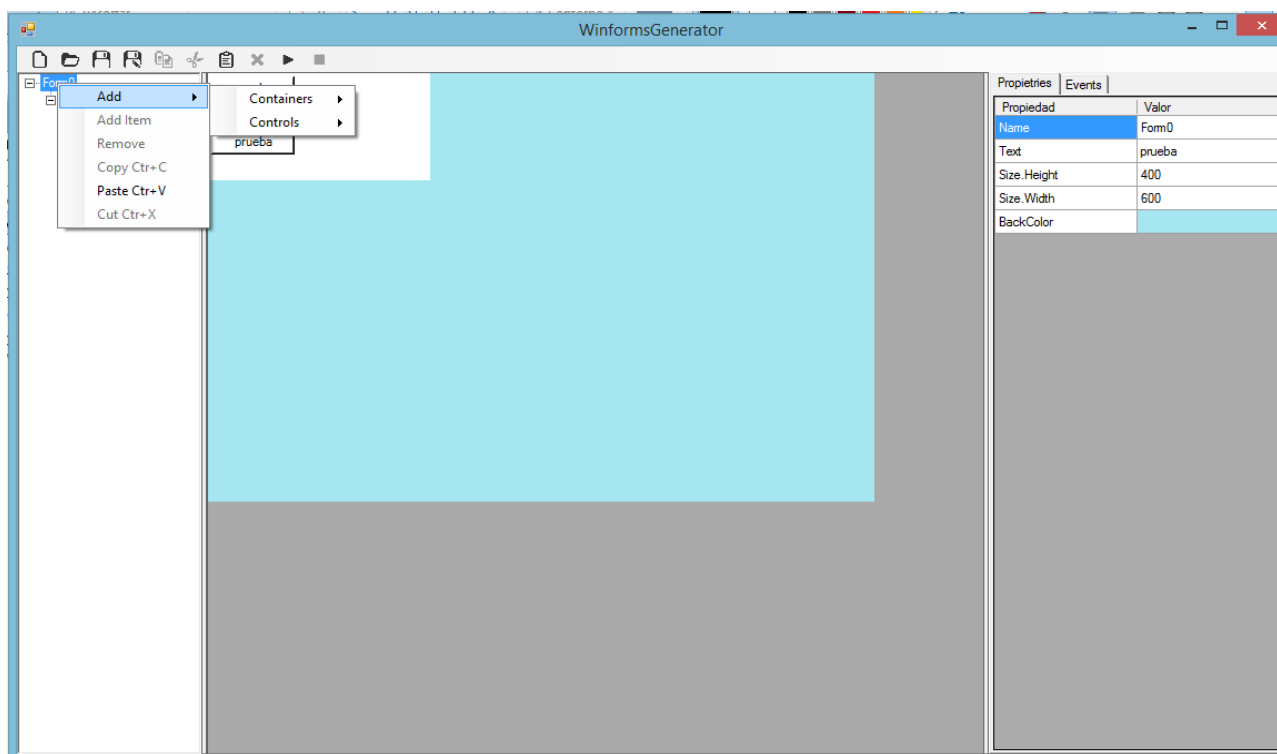 WinformsGenerator
Form0
Add
Add Item
Remove
Copy Ctr+C
Paste Ctr+V
Cut Ctr+X
Containers
Controls
prueba
Propietries Events
Propiedad Valor
Name Form0
Text prueba
Size.Height 400
Size.Width 600
BackColor